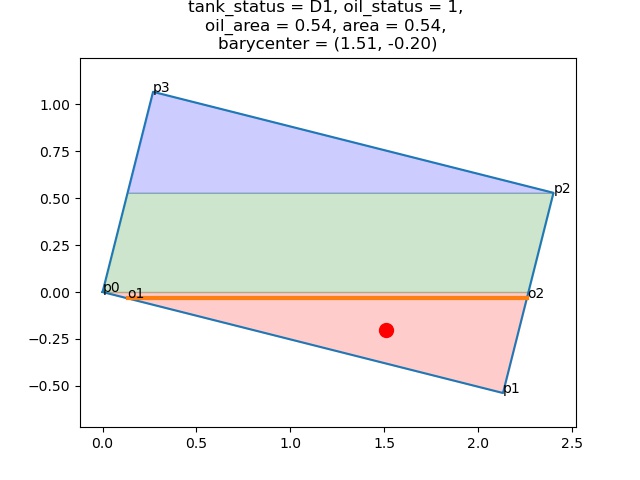 tank_status = D1, oil_status = 1,
oil_area = 0.54, area = 0.54,
barycenter = (1.51, -0.20)
p3
1.00
0.75
p2
0.50
0.25
0.00
p0
o1
o2
−0.25
−0.50
p1
0.0
0.5
1.0
1.5
2.0
2.5